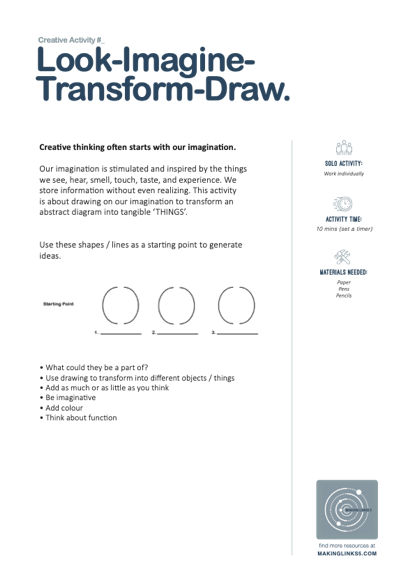 Creative Activity #_
Look-Imagine-
Transform-Draw.
Creative thinking often starts with our imagination.
Our imagination is stimulated and inspired by the things
we see, hear, smell, touch, taste, and experience. We
store information without even realizing. This activity
is about drawing on our imagination to transform an
abstract diagram into tangible ‘THINGS’.
Use these shapes / lines as a starting point to generate
ideas.
Starting Point
1. 2. 3.
• What could they be a part of?
• Use drawing to transform into different objects / things
• Add as much or as little as you think
• Be imaginative
• Add colour
• Think about function
SOLO ACTIVITY:
Work individually
ACTIVITY TIME:
10 mins (set a timer)
MATERIALS NEEDED:
Paper
Pens
Pencils
find more resources at
MAKINGLINKS5.COM